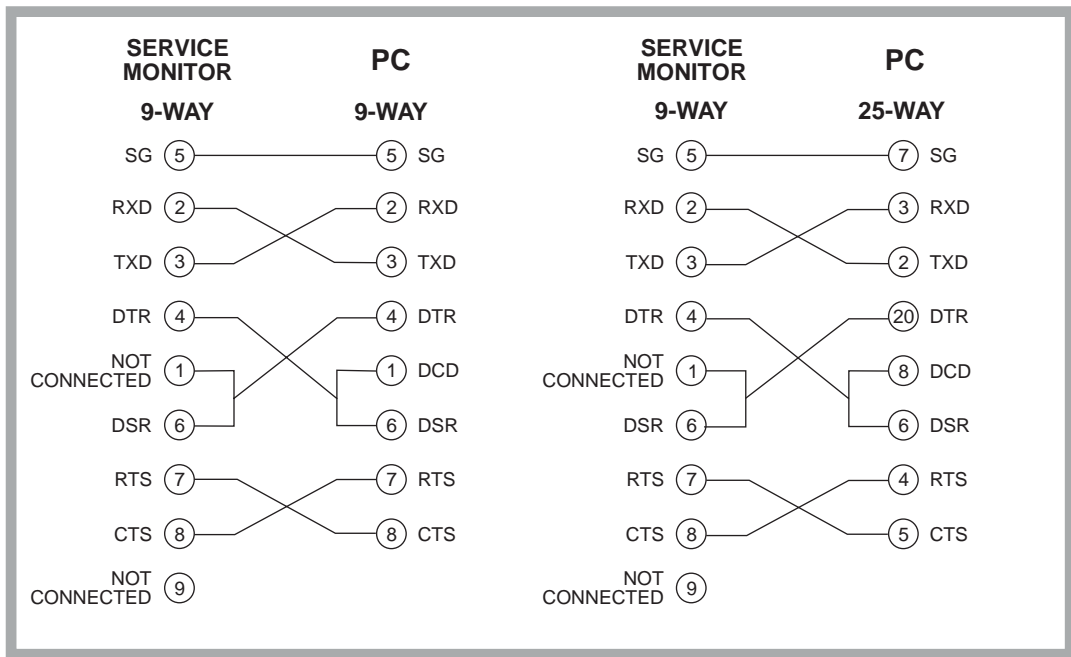 SERVICE
MONITOR
PC
9-WAY
9-WAY
SG 5 5 SG
RXD 2 2 RXD
TXD 3 3 TXD
DTR 4 4 DTR
NOT
CONNECTED 1 1 DCD
DSR 6 6 DSR
RTS 7 7 RTS
CTS 8 8 CTS
NOT
CONNECTED 9
SERVICE
MONITOR
PC
9-WAY
25-WAY
SG 5 7 SG
RXD 2 3 RXD
TXD 3 2 TXD
DTR 4 20 DTR
NOT
CONNECTED 1 8 DCD
DSR 6 6 DSR
RTS 7 4 RTS
CTS 8 5 CTS
NOT
CONNECTED 9